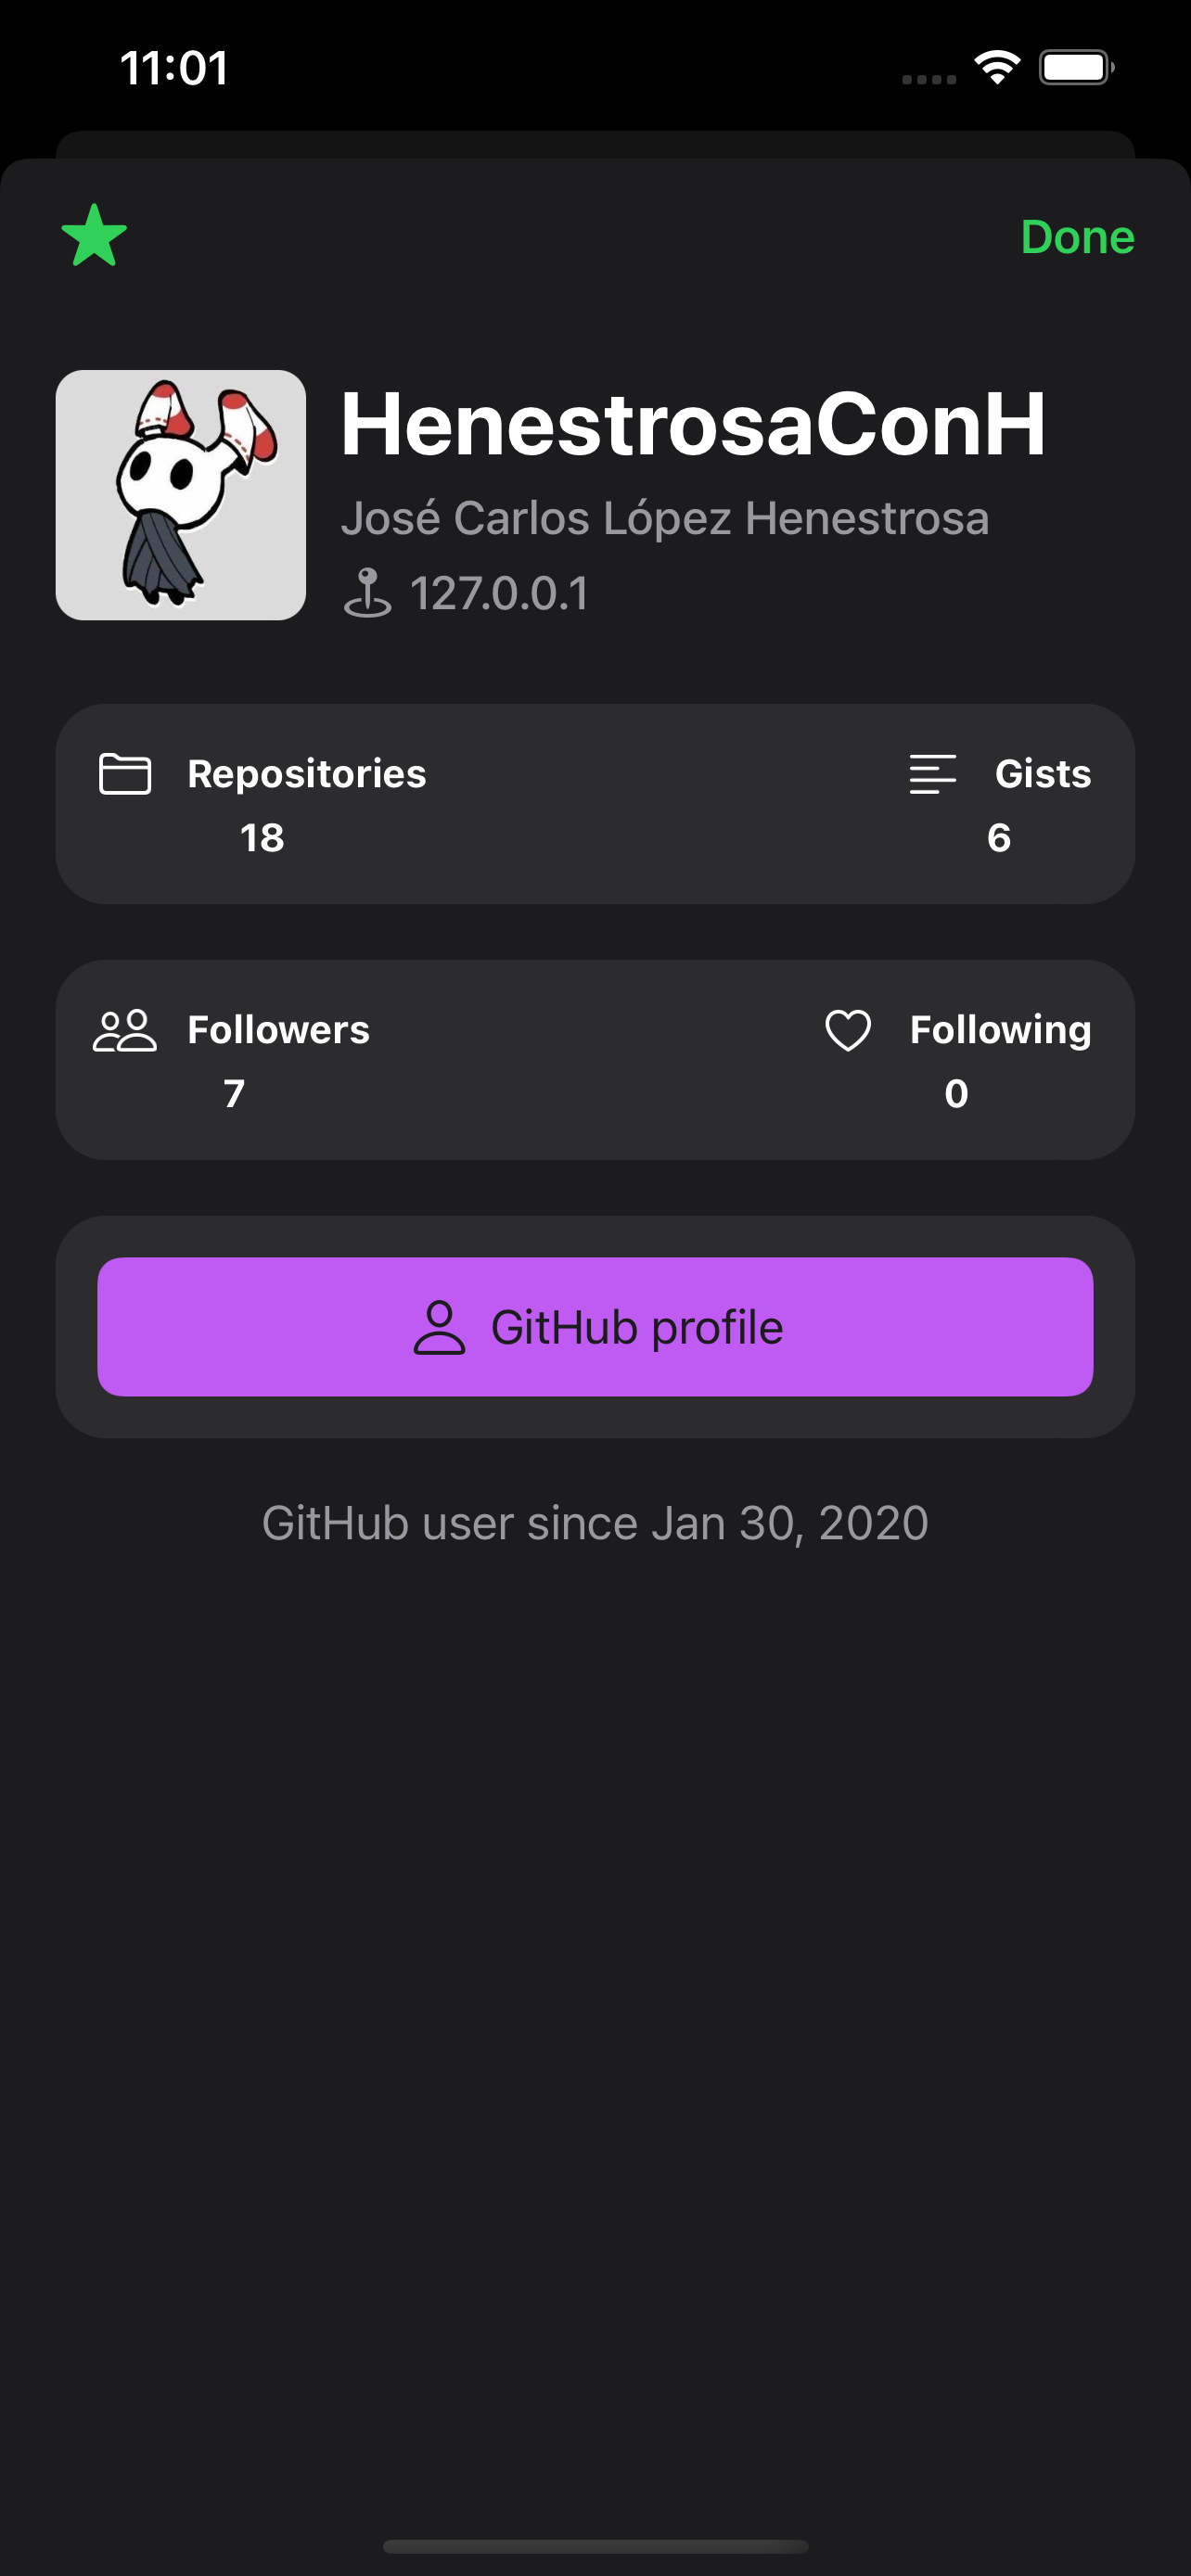 11:01
Done
HenestrosaConH
José Carlos López Henestrosa
127.0.0.1
Repositories Gists
18 6
Followers Following
7 0
GitHub profile
GitHub user since Jan 30, 2020